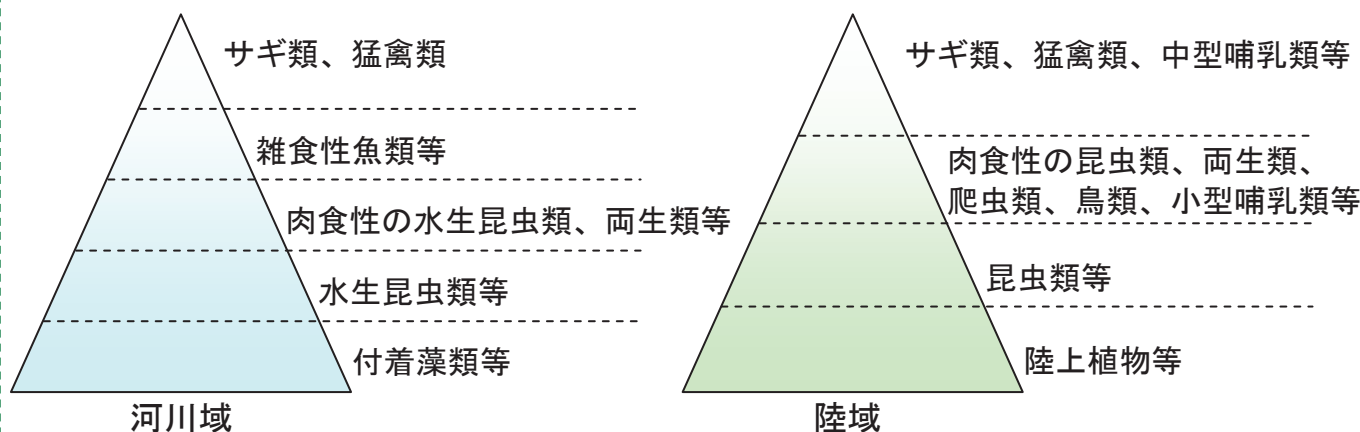 サギ類、猛禽類
雑食性魚類等
肉食性の水生昆虫類、両生類等
水生昆虫類等
付着藻類等
河川域
サギ類、猛禽類、中型哺乳類等
肉食性の昆虫類、両生類、
爬虫類、鳥類、小型哺乳類等
昆虫類等
陸上植物等
陸域